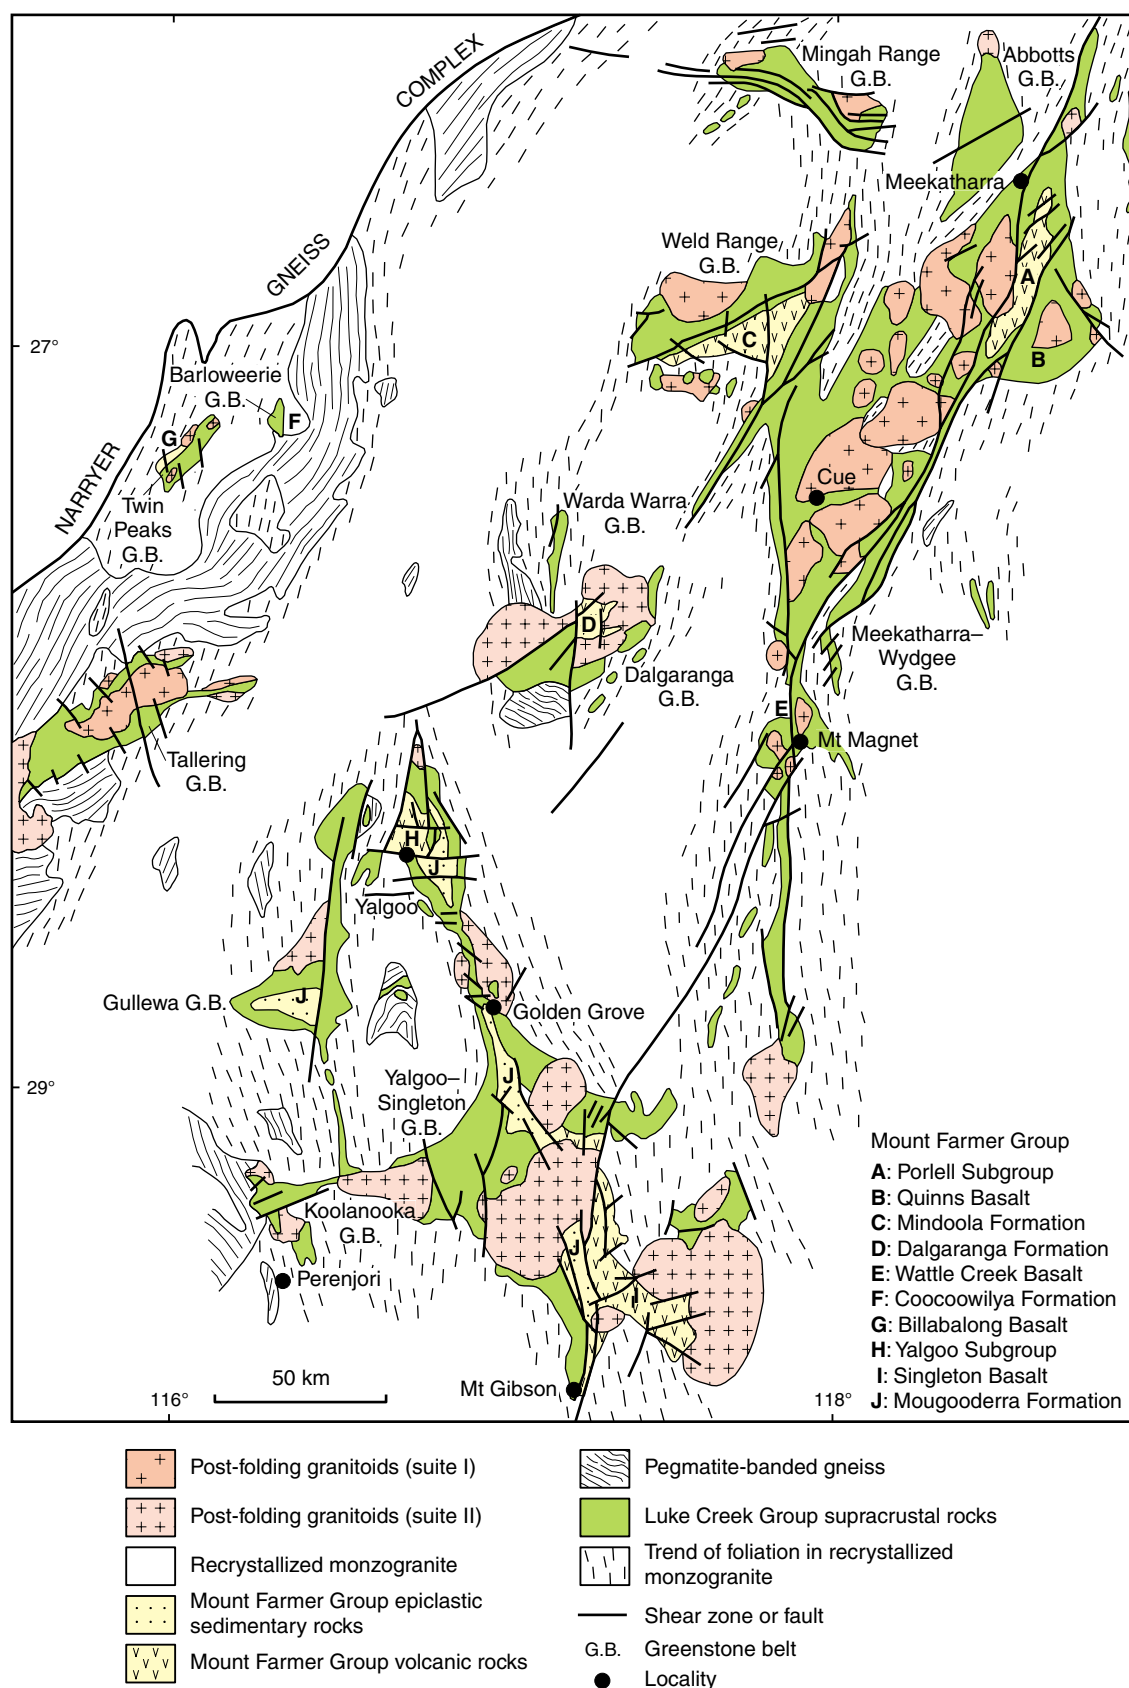 COMPLEX
GNEISS
NARRYER
Mingah Range
G.B.
Abbotts
G.B.
Meekatharra
Weld Range
G.B.
A
B
C
27°
Barloweerie
G.B.
F
G
Twin
Peaks
G.B.
Cue
Warda Warra
G.B.
D
Dalgaranga
G.B.
Meekatharra–
Wydgee
G.B.
E
Mt Magnet
Tallering
G.B.
H
J
Yalgoo
Gullewa G.B.
J
Golden Grove
29°
Yalgoo–
Singleton
G.B.
J
Koolanooka
G.B.
J
I
Perenjori
Mt Gibson
50 km
116°
118°
Mount Farmer Group
A: Porlell Subgroup
B: Quinns Basalt
C: Mindoola Formation
D: Dalgaranga Formation
E: Wattle Creek Basalt
F: Coocoowilya Formation
G: Billabalong Basalt
H: Yalgoo Subgroup
I: Singleton Basalt
J: Mougooderra Formation
Post-folding granitoids (suite I)
Post-folding granitoids (suite II)
Recrystallized monzogranite
Mount Farmer Group epiclastic
sedimentary rocks
Mount Farmer Group volcanic rocks
Pegmatite-banded gneiss
Luke Creek Group supracrustal rocks
Trend of foliation in recrystallized
monzogranite
Shear zone or fault
G.B. Greenstone belt
Locality